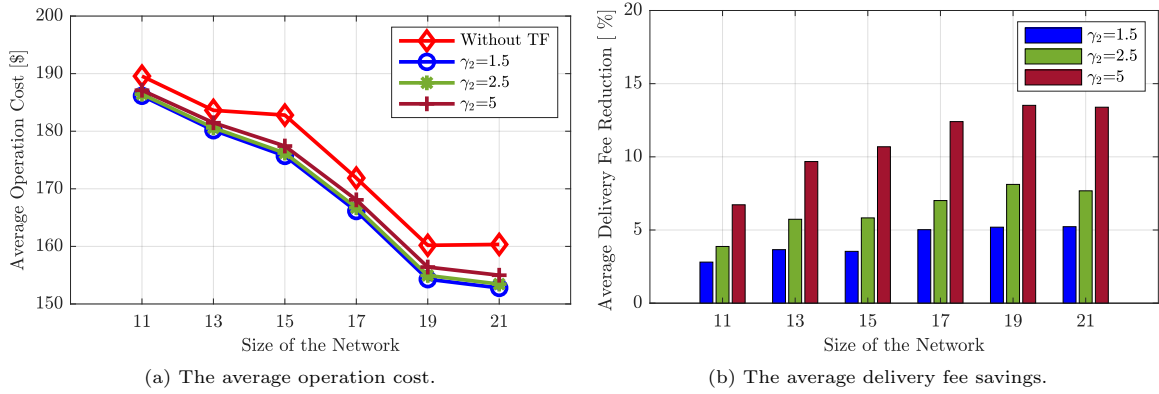 200
190
180
170
160
150
Average Operation Cost [$]
Without TF
γ₂=1.5
γ₂=2.5
γ₂=5
11 13 15 17 19 21
Size of the Network
(a) The average operation cost.
20
15
10
5
0
Average Delivery Fee Reduction [ %]
γ₂=1.5
γ₂=2.5
γ₂=5
11 13 15 17 19 21
Size of the Network
(b) The average delivery fee savings.